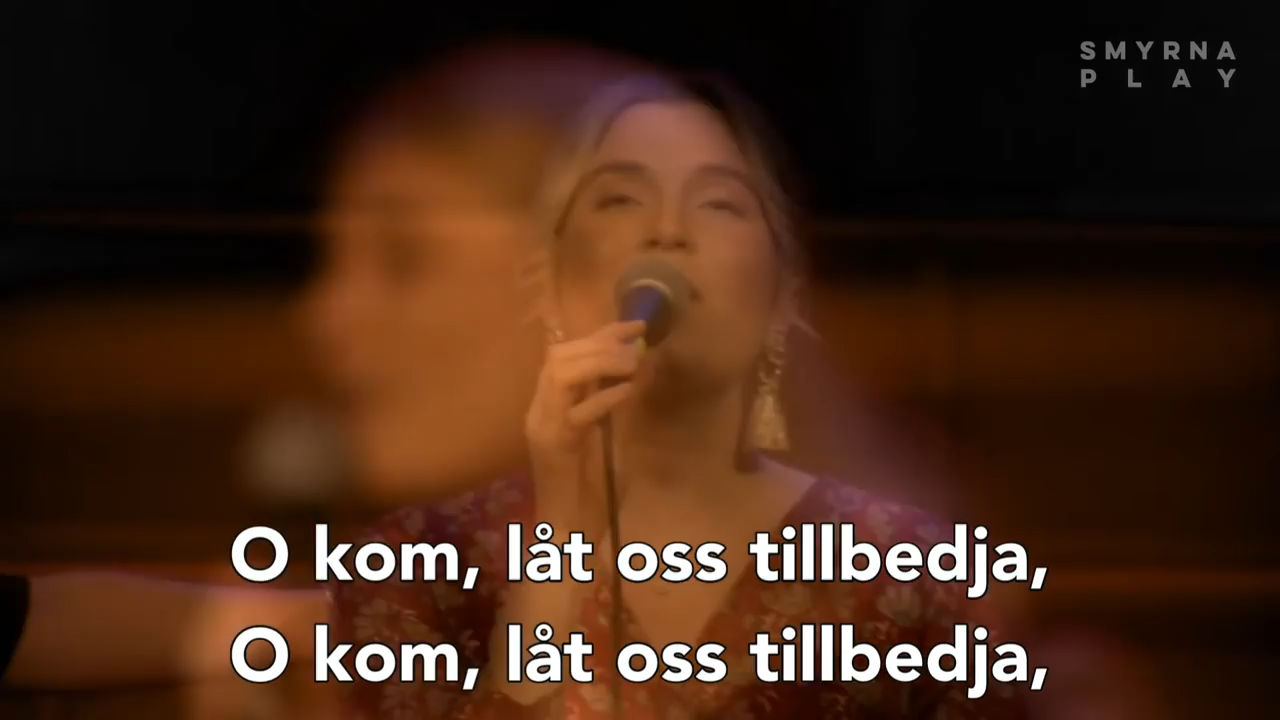 SMYRNA
PLAY
O kom, låt oss tillbedja,
O kom, låt oss tillbedja,